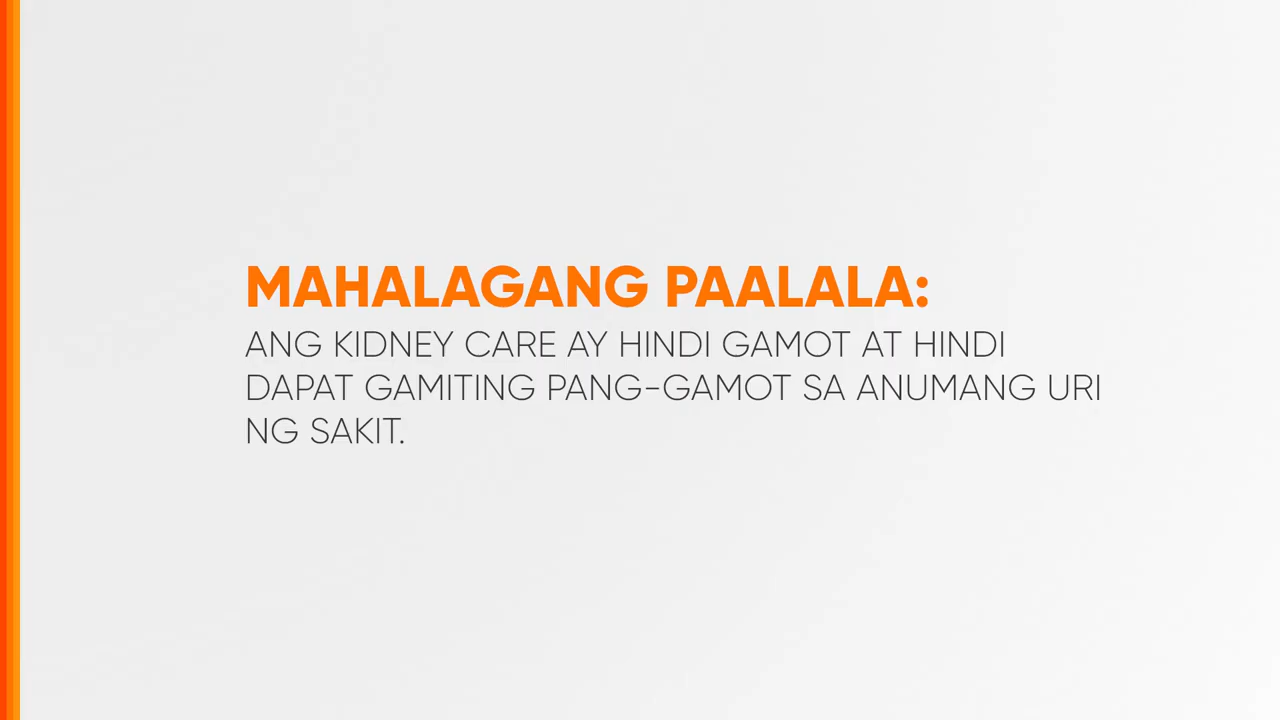 MAHALAGANG PAALALA:
ANG KIDNEY CARE AY HINDI GAMOT AT HINDI
DAPAT GAMITING PANG-GAMOT SA ANUMANG URI
NG SAKIT.